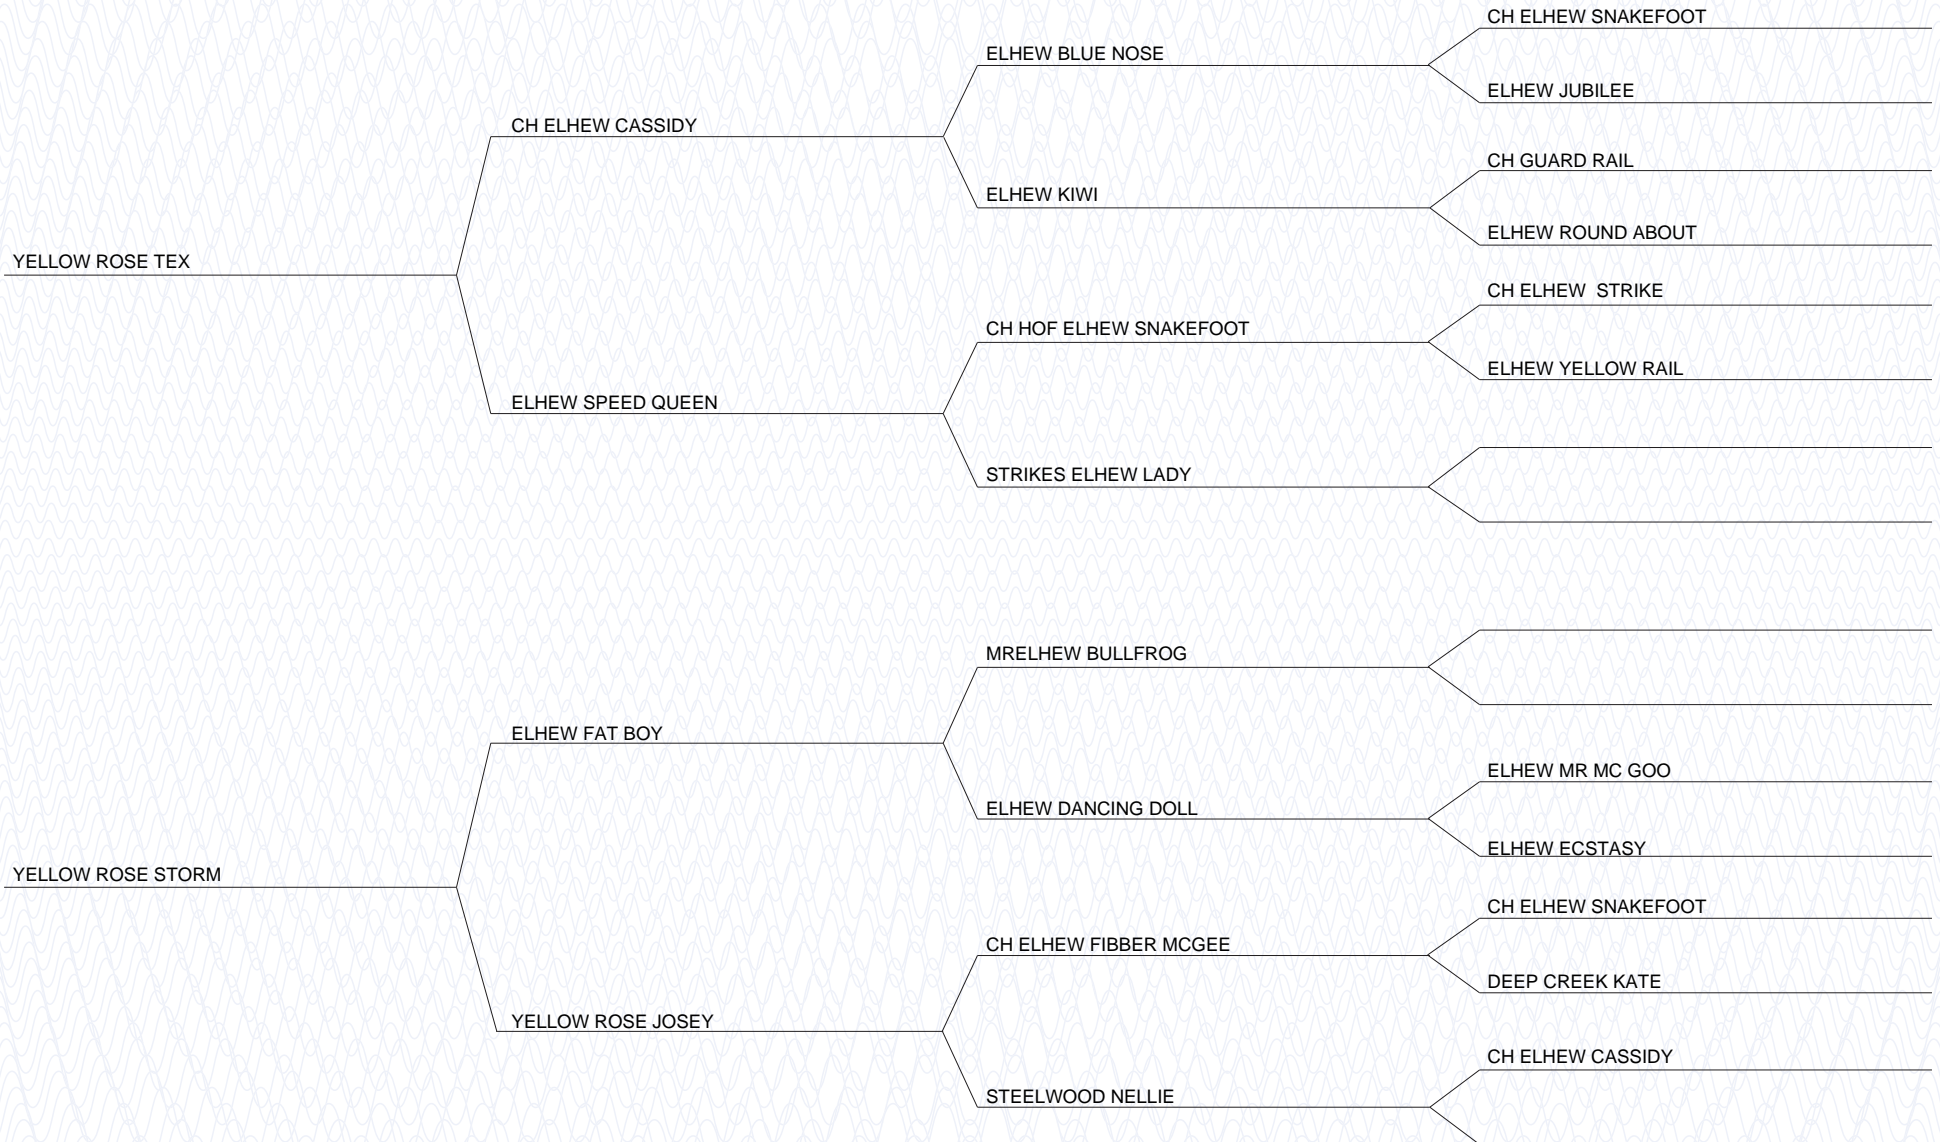 CH ELHEW SNAKEFOOT
ELHEW BLUE NOSE
ELHEW JUBILEE
CH ELHEW CASSIDY
CH GUARD RAIL
ELHEW KIWI
ELHEW ROUND ABOUT
YELLOW ROSE TEX
CH ELHEW  STRIKE
CH HOF ELHEW SNAKEFOOT
ELHEW YELLOW RAIL
ELHEW SPEED QUEEN
STRIKES ELHEW LADY
MRELHEW BULLFROG
ELHEW FAT BOY
ELHEW MR MC GOO
ELHEW DANCING DOLL
ELHEW ECSTASY
YELLOW ROSE STORM
CH ELHEW SNAKEFOOT
CH ELHEW FIBBER MCGEE
DEEP CREEK KATE
YELLOW ROSE JOSEY
CH ELHEW CASSIDY
STEELWOOD NELLIE